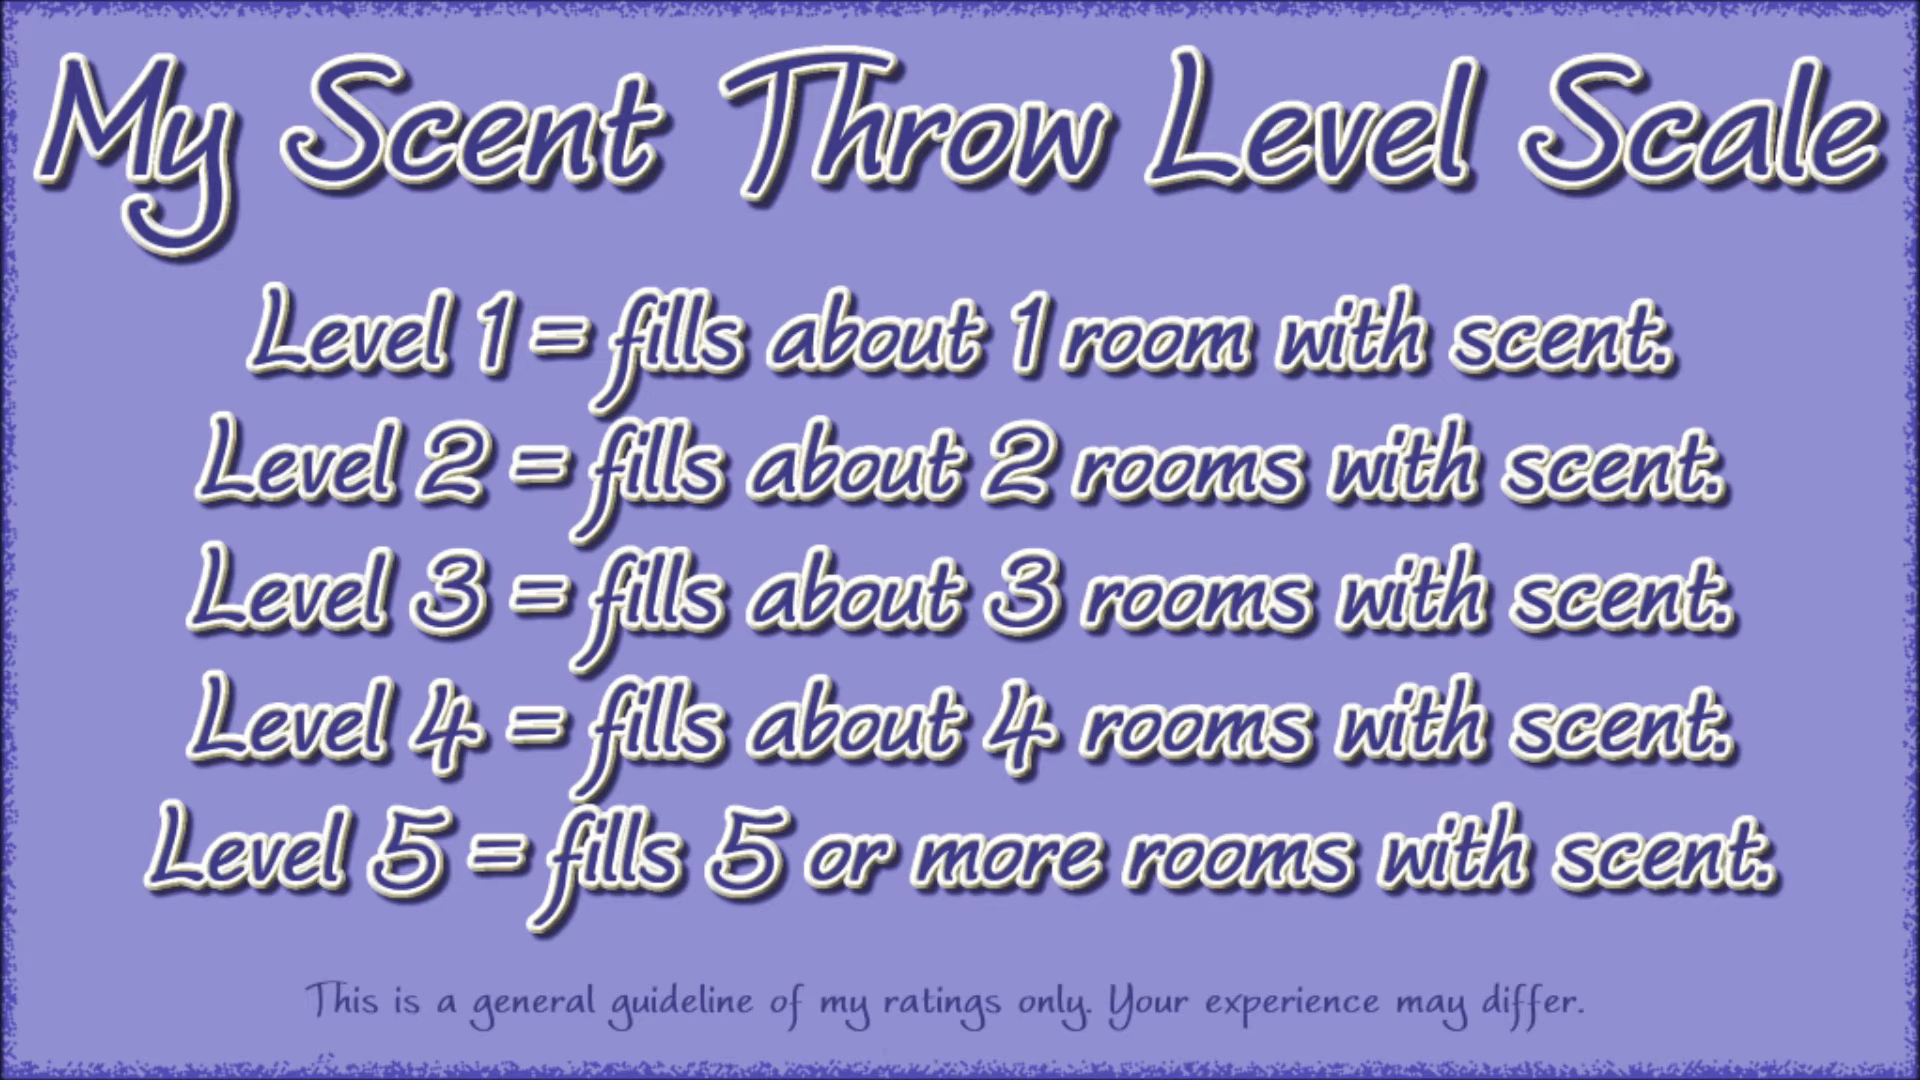 My Scent Throw Level Scale
Level 1 = fills about 1 room with scent.
Level 2 = fills about 2 rooms with scent.
Level 3 = fills about 3 rooms with scent.
Level 4 = fills about 4 rooms with scent.
Level 5 = fills 5 or more rooms with scent.
This is a general guideline of my ratings only. Your experience may differ.